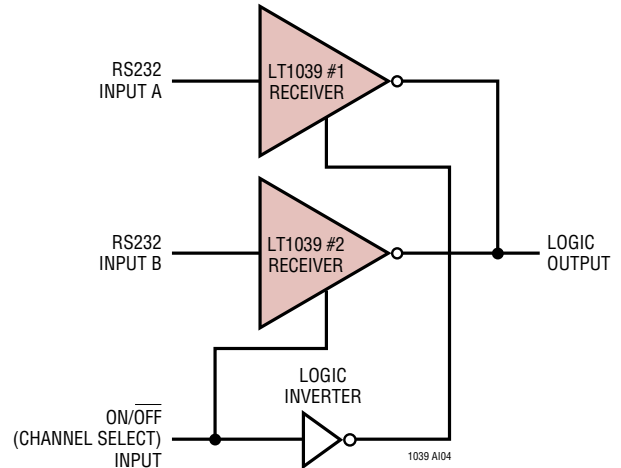 RS232
INPUT A
LT1039 #1
RECEIVER
RS232
INPUT B
LT1039 #2
RECEIVER
LOGIC
OUTPUT
LOGIC
INVERTER
ON/O̅F̅F̅
(CHANNEL SELECT)
INPUT
1039 AI04